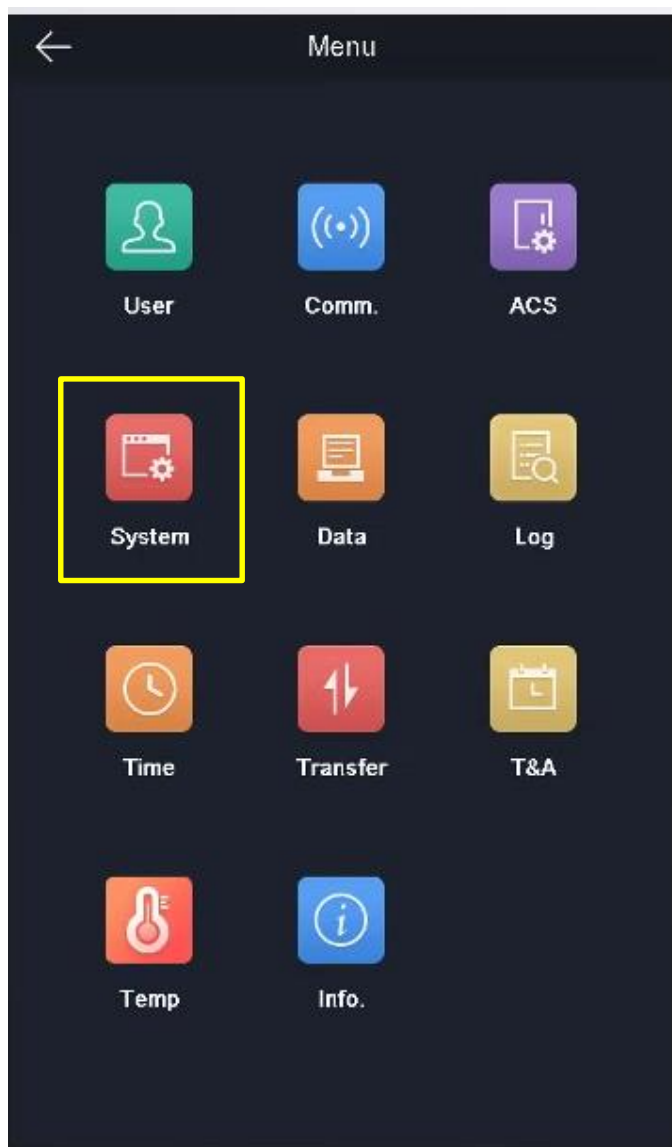 Menu
User Comm. ACS
System Data Log
Time Transfer T&A
Temp Info.